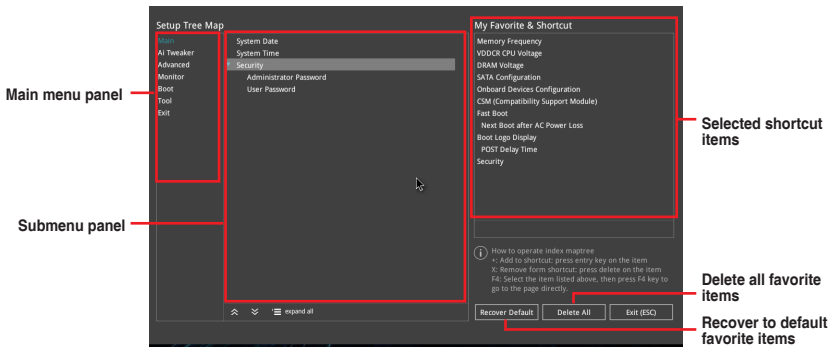 Setup Tree Map
My Favorite & Shortcut
Main
Ai Tweaker
Advanced
Monitor
Boot
Tool
Exit
System Date
System Time
Security
Administrator Password
User Password
Memory Frequency
VDDCR CPU Voltage
DRAM Voltage
SATA Configuration
Onboard Devices Configuration
CSM (Compatibility Support Module)
Fast Boot
Next Boot after AC Power Loss
Boot Logo Display
POST Delay Time
Security
Main menu panel
Submenu panel
Selected shortcut
items
How to operate index maptree
+: Add to shortcut: press entry key on the item
X: Remove form shortcut: press delete on the item
F4: Select the item listed above, then press F4 key to
go to the page directly.
expand all
Recover Default
Delete All
Exit (ESC)
Delete all favorite
items
Recover to default
favorite items